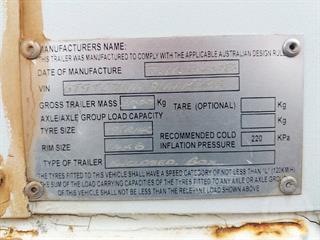 MANUFACTURERS NAME:
THIS TRAILER WAS MANUFACTURED TO COMPLY WITH THE APPLICABLE AUSTRALIAN DESIGN RUL
DATE OF MANUFACTURE
VIN
GROSS TRAILER MASS Kg TARE (OPTIONAL) Kg
AXLE/AXLE GROUP LOAD CAPACITY Kg
TYRE SIZE
RIM SIZE RECOMMENDED COLD INFLATION PRESSURE 220 KPa
TYPE OF TRAILER ENCLOSED BOX
THE TYRES FITTED TO THIS VEHICLE SHALL HAVE A SPEED CATEGORY OF NOT LESS THAN "L" (120KM/H)
THE SUM OF THE LOAD CARRYING CAPACITIES OF THE TYRES FITTED TO ANY AXLE OR AXLE GROUP
OF THIS VEHICLE SHALL BE NOT LESS THAN THE RELEVANT LOAD SHOWN ABOVE